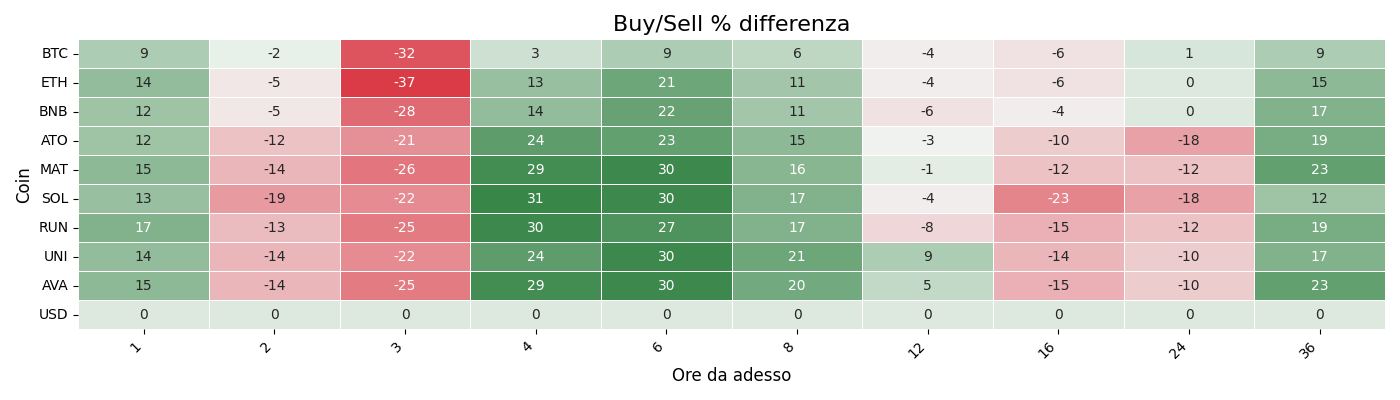 Buy/Sell % differenza
Coin
BTC 9 -2 -32 3 9 6 -4 -6 1 9
ETH 14 -5 -37 13 21 11 -4 -6 0 15
BNB 12 -5 -28 14 22 11 -6 -4 0 17
ATO 12 -12 -21 24 23 15 -3 -10 -18 19
MAT 15 -14 -26 29 30 16 -1 -12 -12 23
SOL 13 -19 -22 31 30 17 -4 -23 -18 12
RUN 17 -13 -25 30 27 17 -8 -15 -12 19
UNI 14 -14 -22 24 30 21 9 -14 -10 17
AVA 15 -14 -25 29 30 20 5 -15 -10 23
USD 0 0 0 0 0 0 0 0 0 0
1 2 3 4 6 8 12 16 24 36
Ore da adesso